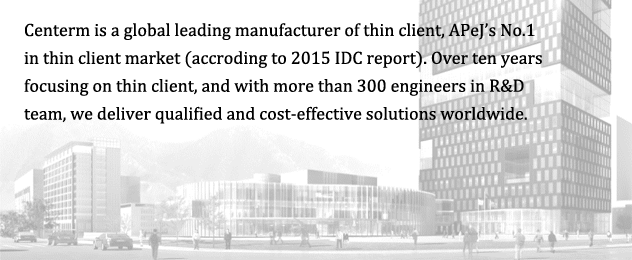 Centerm is a global leading manufacturer of thin client, APeJ's No.1
in thin client market (accroding to 2015 IDC report). Over ten years
focusing on thin client, and with more than 300 engineers in R&D
team, we deliver qualified and cost-effective solutions worldwide.